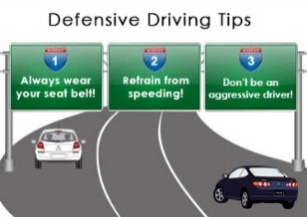 Defensive Driving Tips
1
Always wear
your seat belt!
2
Refrain from
speeding!
3
Don't be an
aggressive driver!